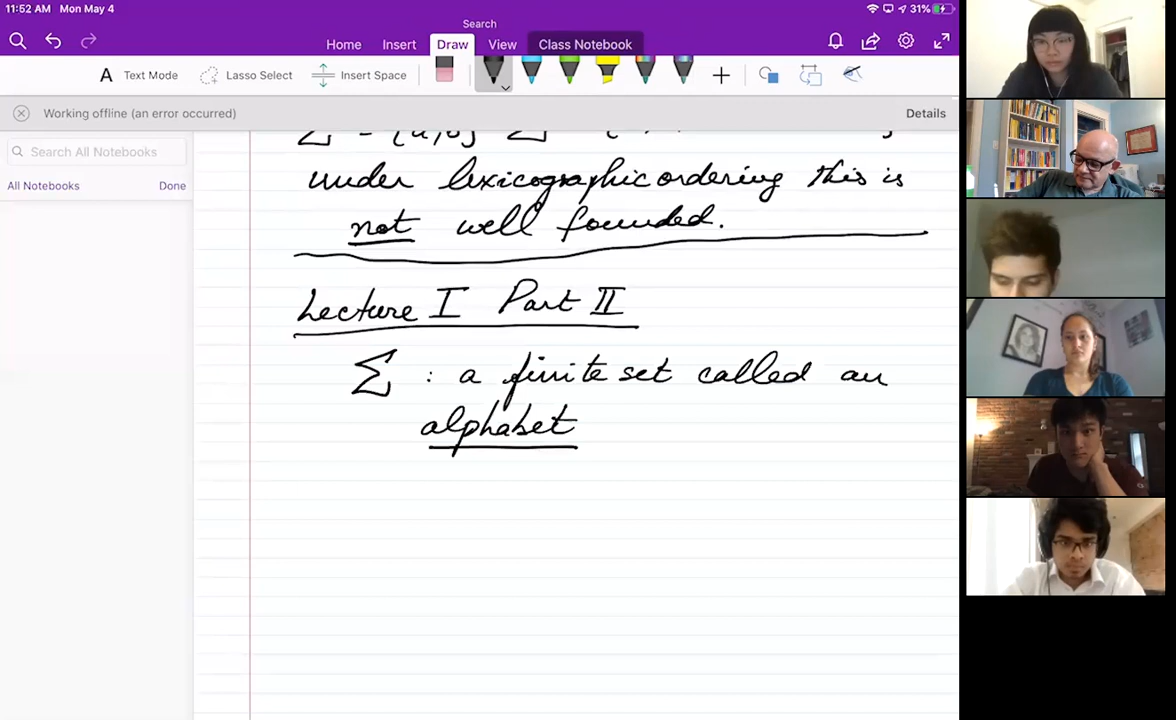 11:52 AM Mon May 4
31%
Search
Home Insert Draw View Class Notebook
A Text Mode Lasso Select Insert Space
Working offline (an error occurred) Details
Search All Notebooks
All Notebooks Done
under lexicographic ordering this is
not well founded.
Lecture I Part II
Σ : a finite set called an
alphabet